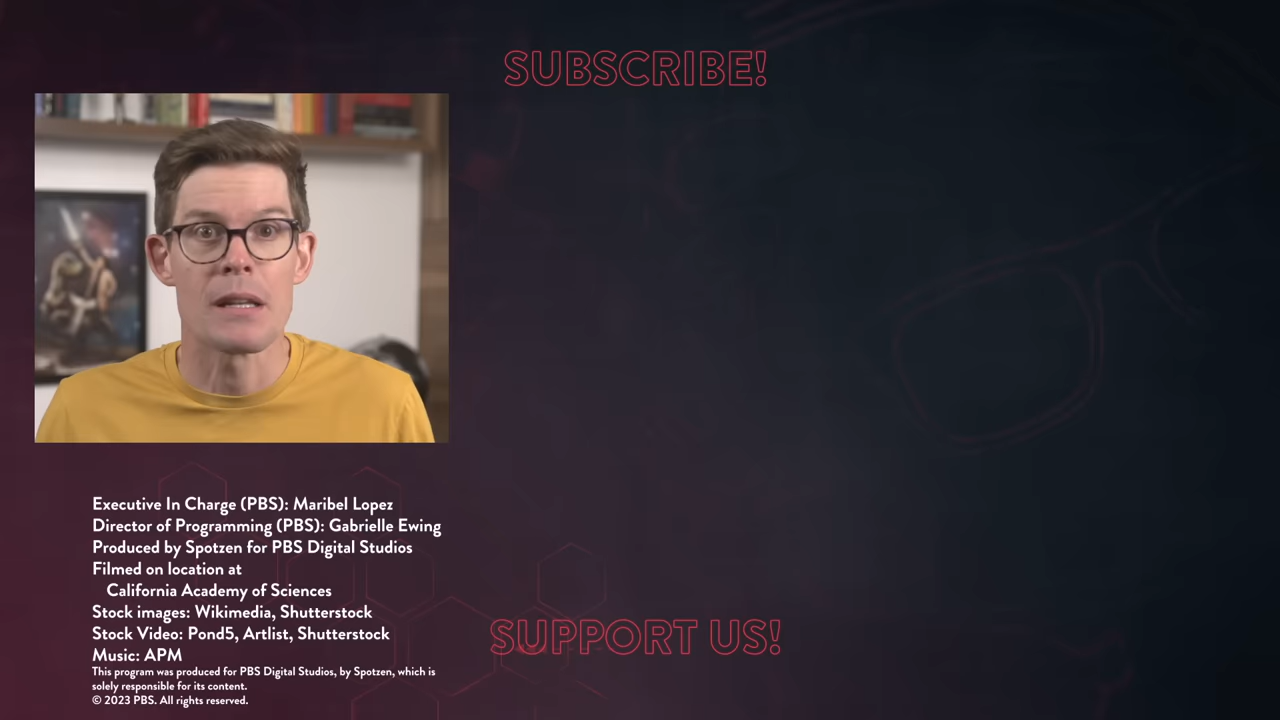 SUBSCRIBE!
Executive In Charge (PBS): Maribel Lopez
Director of Programming (PBS): Gabrielle Ewing
Produced by Spotzen for PBS Digital Studios
Filmed on location at
California Academy of Sciences
Stock images: Wikimedia, Shutterstock
Stock Video: Pond5, Artlist, Shutterstock
Music: APM
This program was produced for PBS Digital Studios, by Spotzen, which is
solely responsible for its content.
© 2023 PBS. All rights reserved.
SUPPORT US!